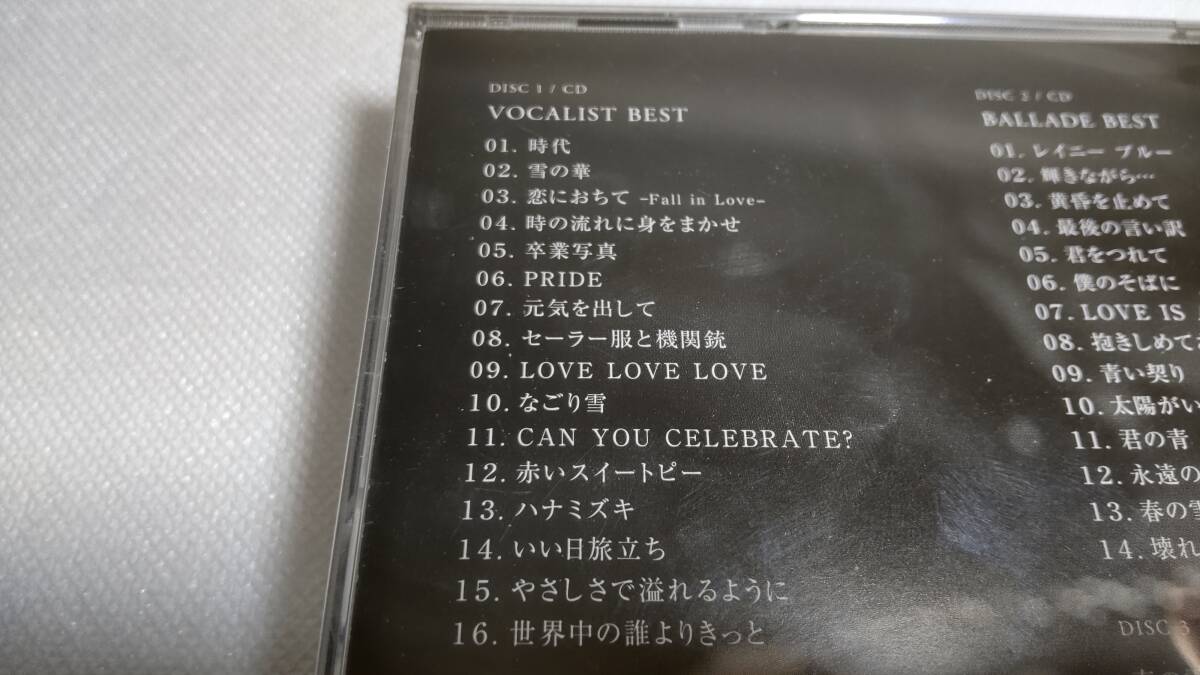 DISC 1 / CD
VOCALIST BEST
01. 時代
02. 雪の華
03. 恋におちて -Fall in Love-
04. 時の流れに身をまかせ
05. 卒業写真
06. PRIDE
07. 元気を出して
08. セーラー服と機関銃
09. LOVE LOVE LOVE
10. なごり雪
11. CAN YOU CELEBRATE?
12. 赤いスイートピー
13. ハナミズキ
14. いい日旅立ち
15. やさしさで溢れるように
16. 世界中の誰よりきっと
DISC 2 / CD
BALLADE BEST
01. レイニー ブルー
02. 輝きながら…
03. 黄昏を止めて
04. 最後の言い訳
05. 君をつれて
06. 僕のそばに
07. LOVE IS
08. 抱きしめて
09. 青い契り
10. 太陽がい
11. 君の青
12. 永遠の
13. 春の雪
14. 壊れ
DISC 3